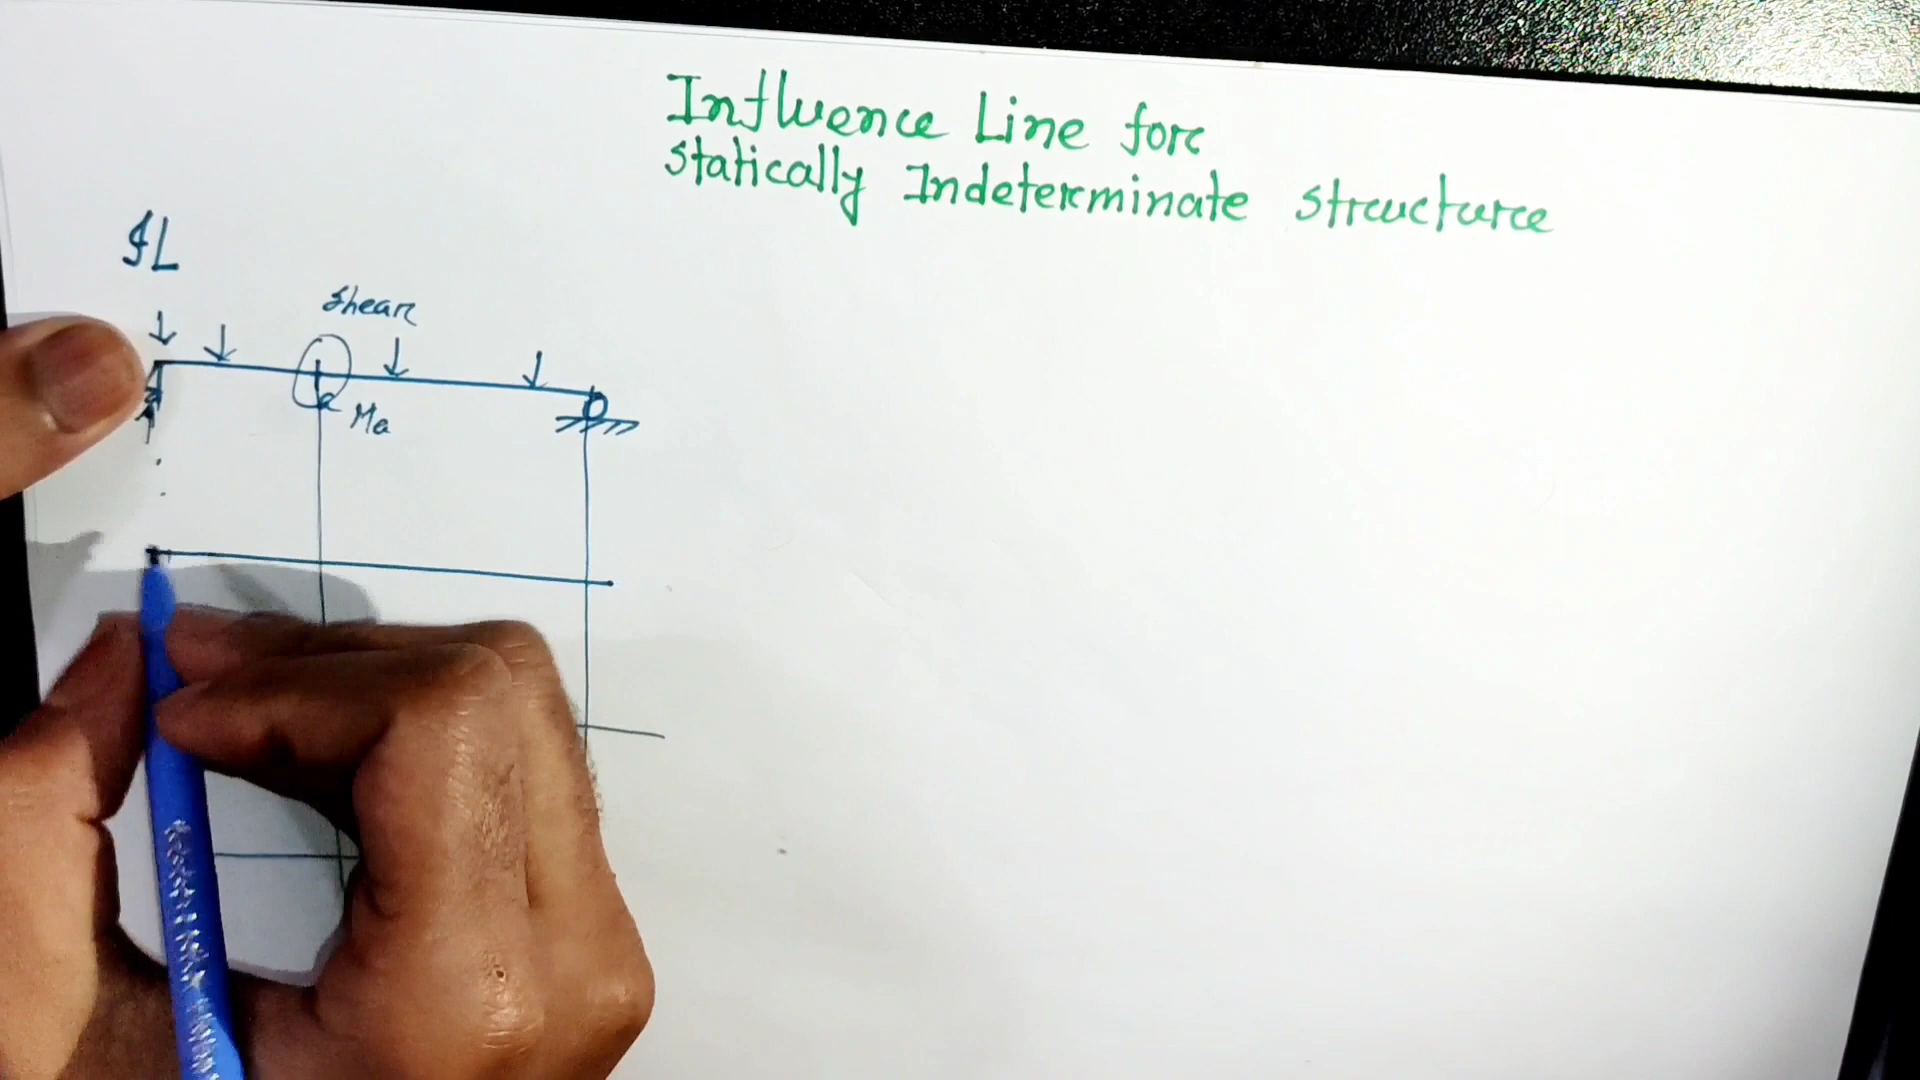 Influence Line for
Statically Indeterminate structure
IL
Shear
a
Ma